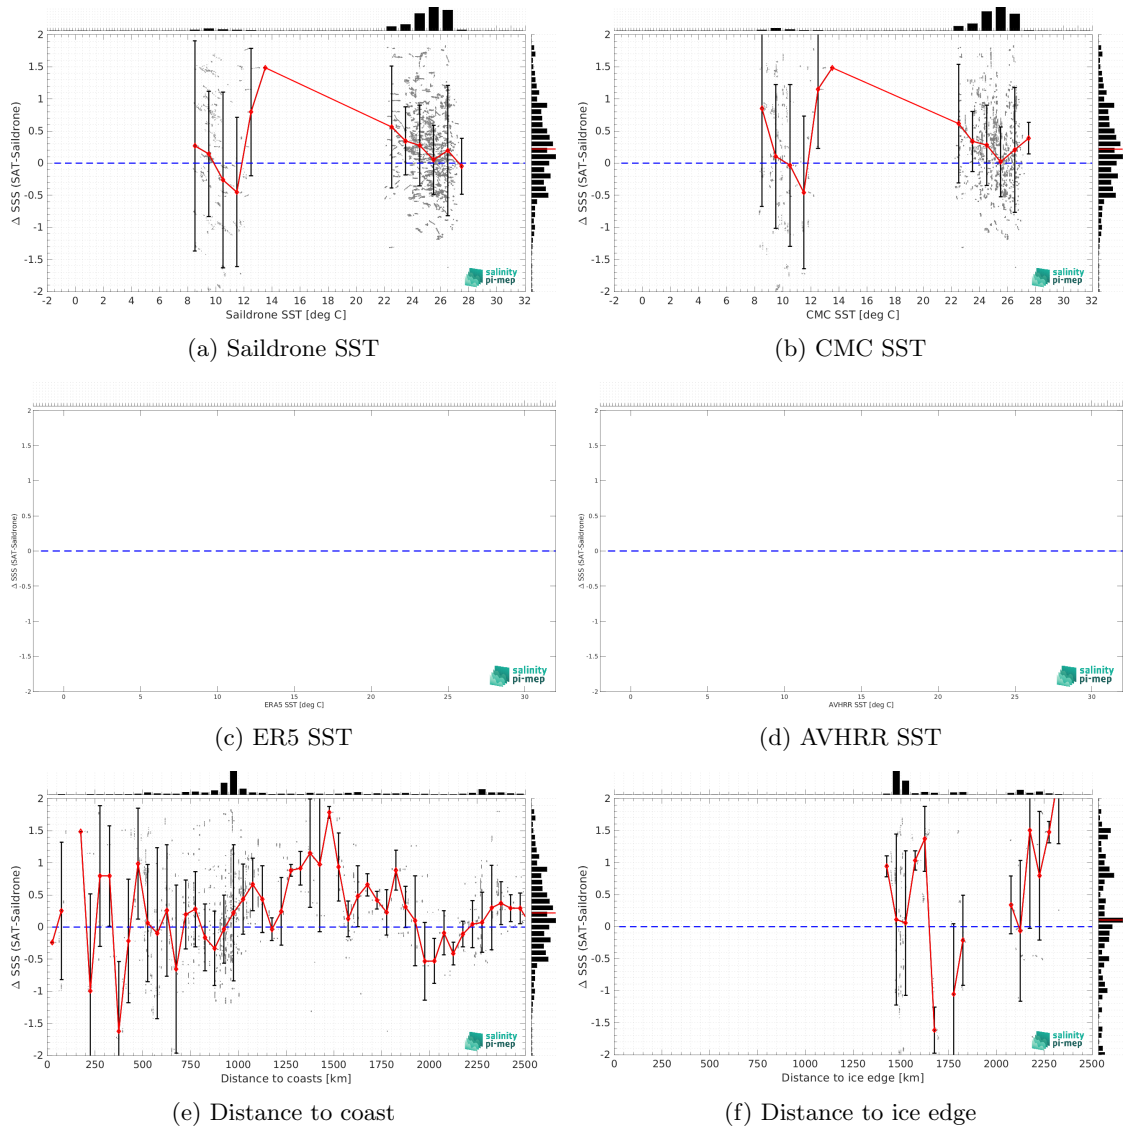 2
1.5
1
0.5
0
-0.5
-1
-1.5
-2
Δ SSS (SAT-Saildrone)
-2 0 2 4 6 8 10 12 14 16 18 20 22 24 26 28 30 32
Saildrone SST [deg C]
salinity
pi-mep
(a) Saildrone SST
2
1.5
1
0.5
0
-0.5
-1
-1.5
-2
Δ SSS (SAT-Saildrone)
-2 0 2 4 6 8 10 12 14 16 18 20 22 24 26 28 30 32
CMC SST [deg C]
salinity
pi-mep
(b) CMC SST
2
1.5
1
0.5
0
-0.5
-1
-1.5
-2
Δ SSS (SAT-Saildrone)
0 5 10 15 20 25 30
ERA5 SST [deg C]
salinity
pi-mep
(c) ER5 SST
2
1.5
1
0.5
0
-0.5
-1
-1.5
-2
Δ SSS (SAT-Saildrone)
0 5 10 15 20 25 30
AVHRR SST [deg C]
salinity
pi-mep
(d) AVHRR SST
2
1.5
1
0.5
0
-0.5
-1
-1.5
-2
Δ SSS (SAT-Saildrone)
0 250 500 750 1000 1250 1500 1750 2000 2250 2500
Distance to coasts [km]
salinity
pi-mep
(e) Distance to coast
2
1.5
1
0.5
0
-0.5
-1
-1.5
-2
Δ SSS (SAT-Saildrone)
0 250 500 750 1000 1250 1500 1750 2000 2250 2500
Distance to ice edge [km]
salinity
pi-mep
(f) Distance to ice edge